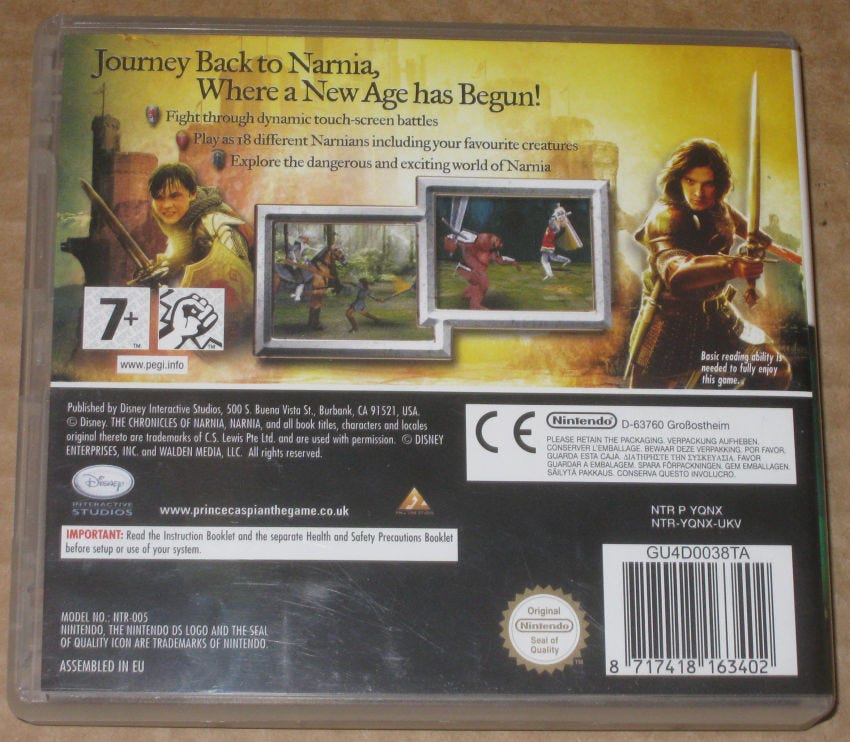 Journey Back to Narnia,
Where a New Age has Begun!
Fight through dynamic touch-screen battles
Play as 18 different Narnians including your favourite creatures
Explore the dangerous and exciting world of Narnia
7+
TM
TM
www.pegi.info
Basic reading ability is
needed to fully enjoy
this game.
Published by Disney Interactive Studios, 500 S. Buena Vista St., Burbank, CA 91521, USA.
© Disney. THE CHRONICLES OF NARNIA, NARNIA, and all book titles, characters and locales
original thereto are trademarks of C.S. Lewis Pte Ltd. and are used with permission. © DISNEY
ENTERPRISES, INC. and WALDEN MEDIA, LLC. All rights reserved.
CE
Nintendo D-63760 Großostheim
PLEASE RETAIN THE PACKAGING. VERPACKUNG AUFHEBEN.
CONSERVER L'EMBALLAGE. BEWAAR DEZE VERPAKKING. POR FAVOR,
GUARDA ESTA CAJA. ΔΙΑΤΗΡΗΣΤΕ ΤΗΝ ΣΥΣΚΕΥΑΣΙΑ. FAVOR
GUARDAR A EMBALAGEM. SPARA FÖRPACKNINGEN. GEM EMBALLAGEN.
SÄILYTÄ PAKKAUS. CONSERVA QUESTO INVOLUCRO.
Disney
INTERACTIVE
STUDIOS
www.princecaspianthegame.co.uk
NTR P YQNX
NTR-YQNX-UKV
IMPORTANT: Read the Instruction Booklet and the separate Health and Safety Precautions Booklet
before setup or use of your system.
GU4D0038TA
MODEL NO.: NTR-005
NINTENDO, THE NINTENDO DS LOGO AND THE SEAL
OF QUALITY ICON ARE TRADEMARKS OF NINTENDO.
ASSEMBLED IN EU
Original
Nintendo
Seal of
Quality
TM
8 717418 163402